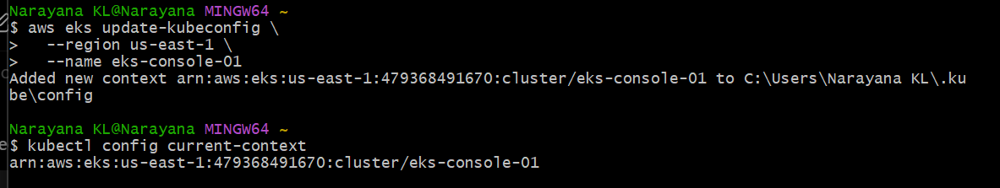 Narayana KL@Narayana MINGW64 ~
$ aws eks update-kubeconfig \
>   --region us-east-1 \
>   --name eks-console-01
Added new context arn:aws:eks:us-east-1:479368491670:cluster/eks-console-01 to C:\Users\Narayana KL\.ku
be\config

Narayana KL@Narayana MINGW64 ~
$ kubectl config current-context
arn:aws:eks:us-east-1:479368491670:cluster/eks-console-01